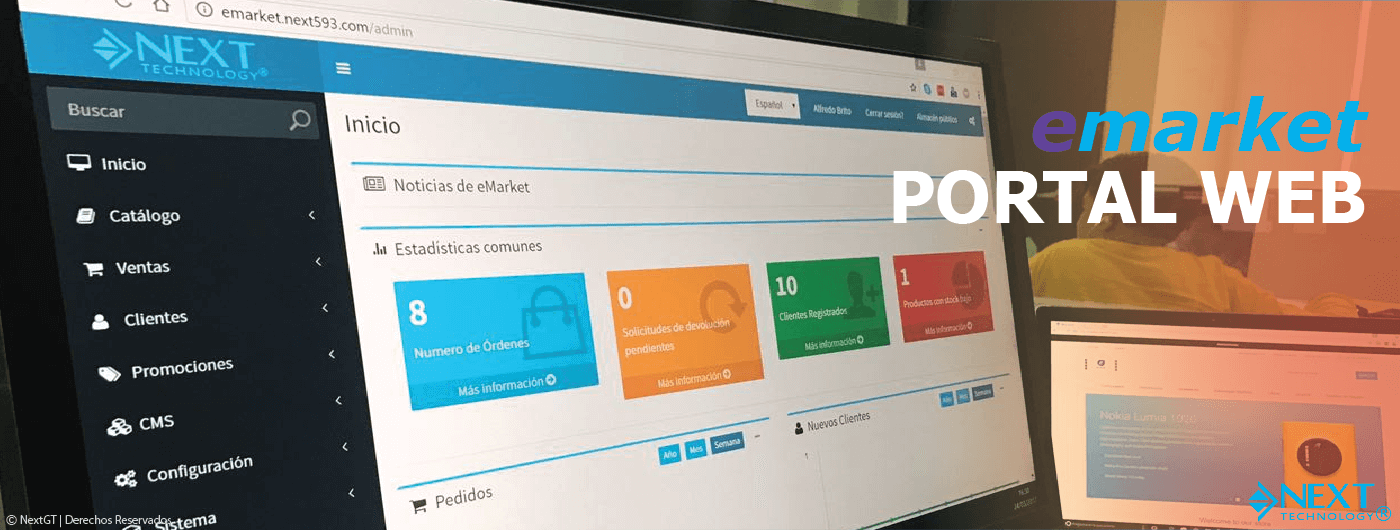 emarket.next593.com/admin
NEXT
TECHNOLOGY®
Español
Alfredo Brito
Cerrar sesión?
Almacén público
Buscar
Inicio
Catálogo
Ventas
Clientes
Promociones
CMS
Configuración
Sistema
Inicio
Noticias de eMarket
Estadísticas comunes
8
Numero de Órdenes
Más información
0
Solicitudes de devolución
pendientes
Más información
10
Clientes Registrados
Más información
1
Productos con stock bajo
Más información
Pedidos
Año Mes Semana
Nuevos Clientes
Año Mes Semana
emarket
PORTAL WEB
Nokia Lumia 1020
NEXT
TECHNOLOGY®
© NextGT | Derechos Reservados